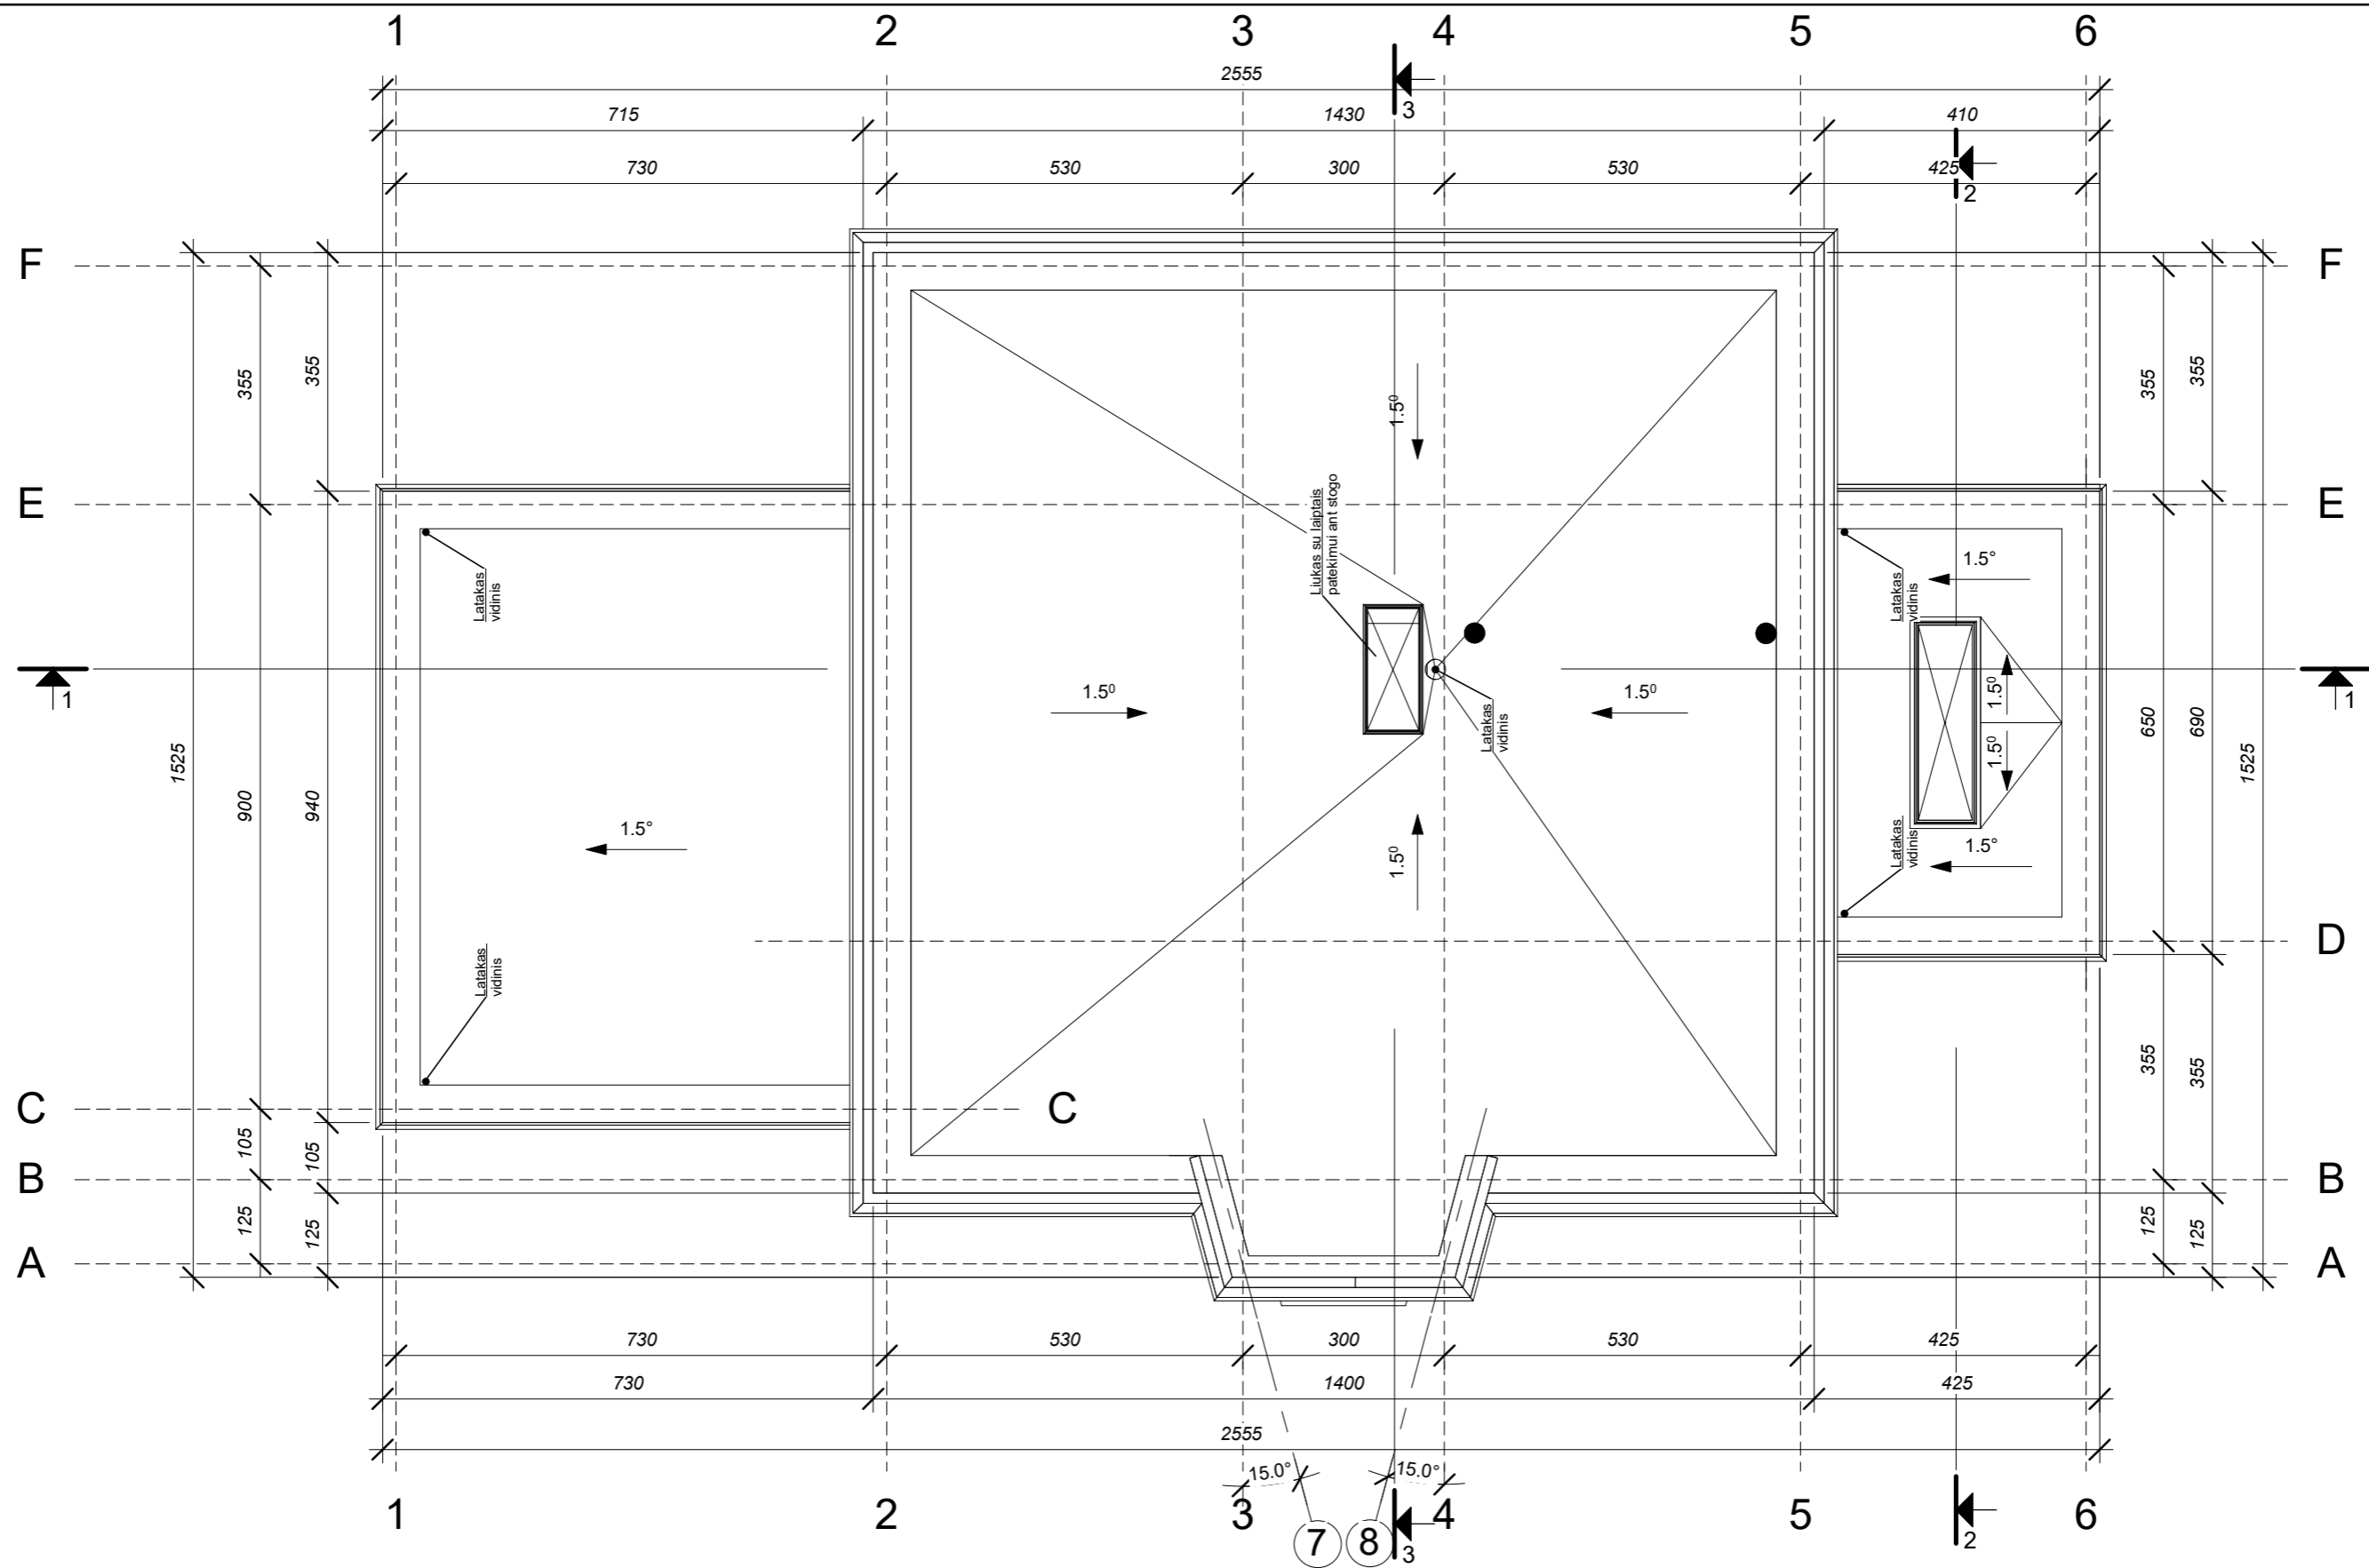 1 2 3 4 5 6
2555
3
715 1430 410
730 530 300 530 425
2
F F
355 355 355 355
1.5⁰
E E
Liukas su laiptais
patekimui ant stogo
Latakas
vidinis
Latakas
vidinis
1.5°
1 1
1.5⁰ 1.5⁰
1.5⁰
1.5⁰
Latakas
vidinis
1525 900 940 650 690 1525
1.5°
1.5⁰
Latakas
vidinis
1.5°
D D
Latakas
vidinis
C C
355 355
105 105
B B
125 125 125 125
A A
730 530 300 530 425
730 1400 425
2555
15.0° 15.0°
1 2 3 4 5 6
7 8 3 2